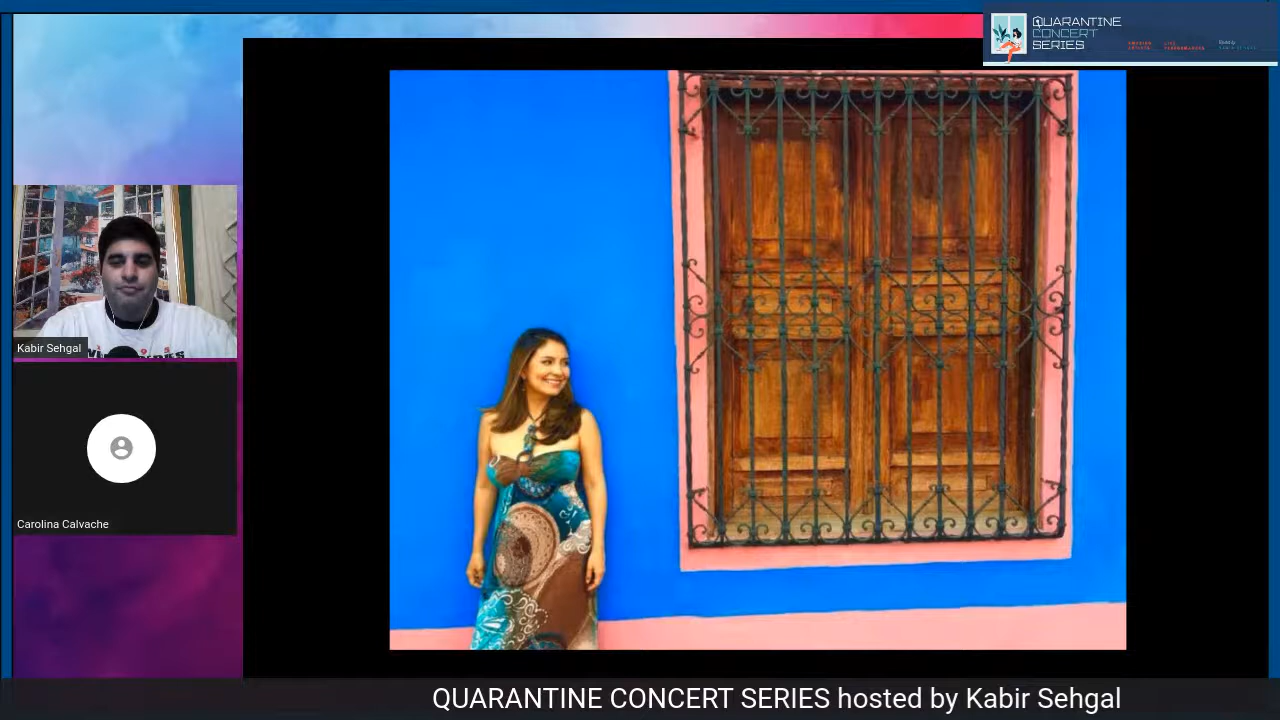 QUARANTINE
CONCERT
SERIES
Kabir Sehgal
Carolina Calvache
QUARANTINE CONCERT SERIES hosted by Kabir Sehgal